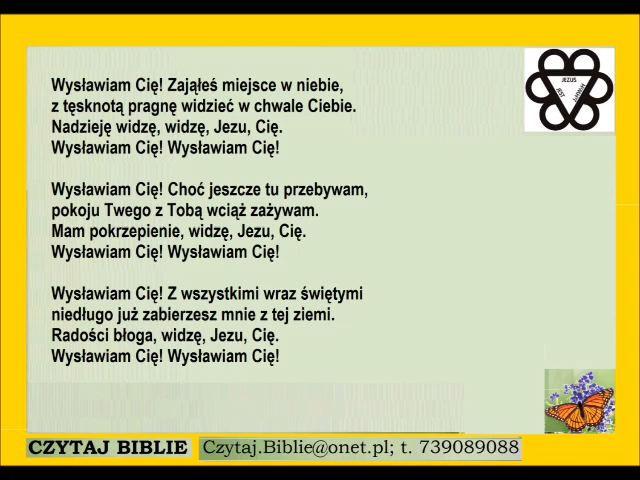 Wysławiam Cię! Zająłeś miejsce w niebie,
z tęsknotą pragnę widzieć w chwale Ciebie.
Nadzieję widzę, widzę, Jezu, Cię.
Wysławiam Cię! Wysławiam Cię!
Wysławiam Cię! Choć jeszcze tu przebywam,
pokoju Twego z Tobą wciąż zażywam.
Mam pokrzepienie, widzę, Jezu, Cię.
Wysławiam Cię! Wysławiam Cię!
Wysławiam Cię! Z wszystkimi wraz świętymi
niedługo już zabierzesz mnie z tej ziemi.
Radości błoga, widzę, Jezu, Cię.
Wysławiam Cię! Wysławiam Cię!
JEZUS
JEST
CZYTAJ BIBLIE Czytaj.Biblie@onet.pl; t. 739089088